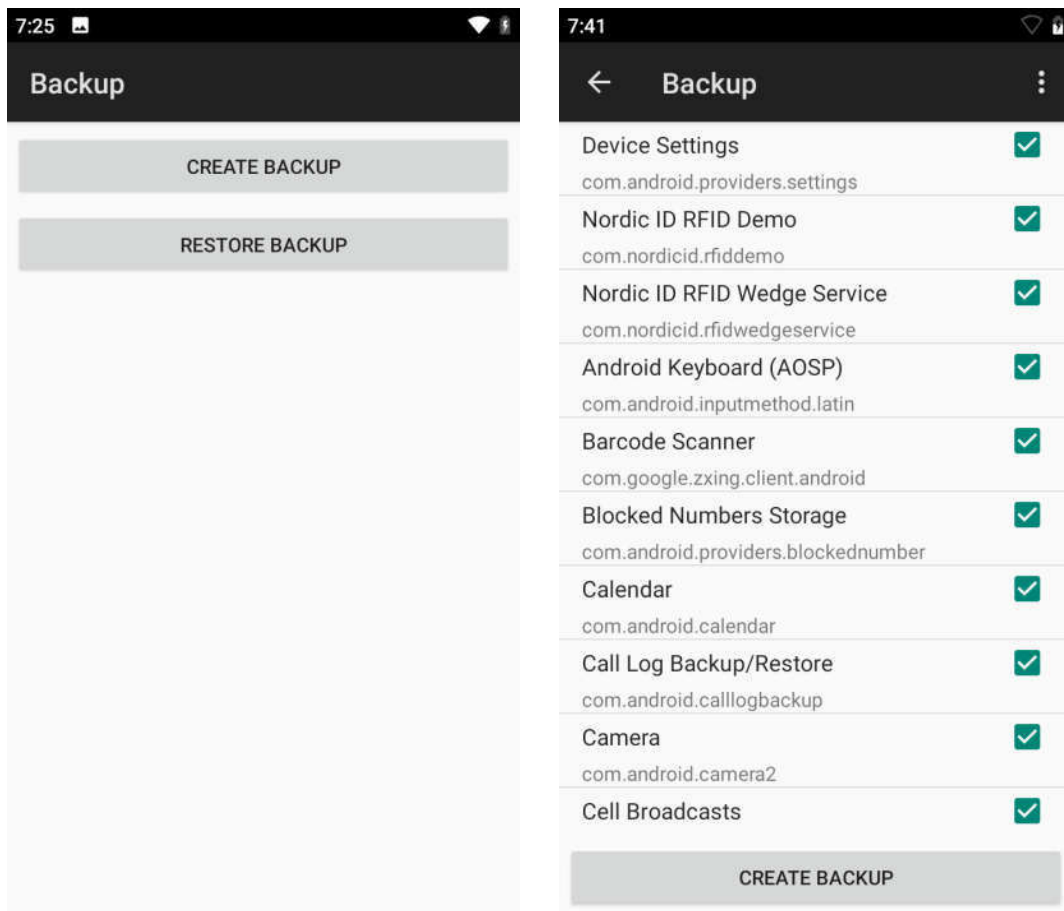 7:25
Backup
CREATE BACKUP
RESTORE BACKUP
7:41
Backup
Device Settings
com.android.providers.settings
Nordic ID RFID Demo
com.nordicid.rfiddemo
Nordic ID RFID Wedge Service
com.nordicid.rfidwedgeservice
Android Keyboard (AOSP)
com.android.inputmethod.latin
Barcode Scanner
com.google.zxing.client.android
Blocked Numbers Storage
com.android.providers.blockednumber
Calendar
com.android.calendar
Call Log Backup/Restore
com.android.calllogbackup
Camera
com.android.camera2
Cell Broadcasts
CREATE BACKUP